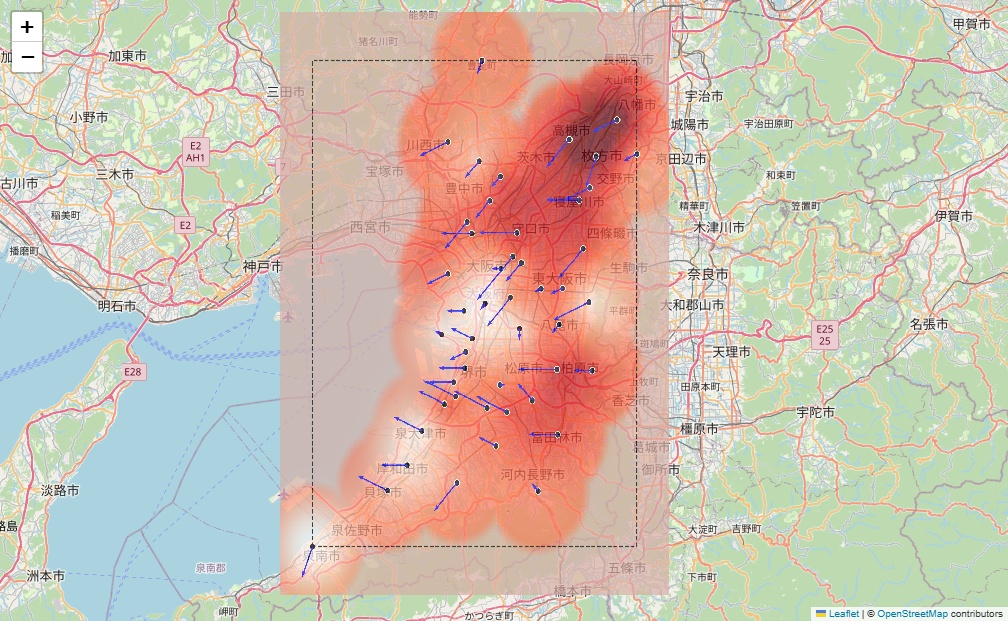 +
−
能勢町
甲賀市
加東市
猪名川町
長岡京市
大山崎町
三田市
八幡市
宇治市
小野市
高槻市
城陽市
宇治田原町
E2
AH1
川西市
茨木市
枚方市
京田辺市
三木市
宝塚市
交野市
和束町
古川市
豊中市
寝屋川市
精華町
笠置町
稲美町
伊賀市
E2
西宮市
守口市
四條畷市
木津川市
播磨町
神戸市
大阪市
生駒市
奈良市
東大阪市
明石市
平群町
大和郡山市
八尾市
名張市
E25
25
斑鳩町
天理市
E28
堺市
松原市
柏原市
上牧町
田原本町
香芝市
宇陀市
泉大津市
富田林市
橿原市
葛城市
岸和田市
御所市
河内長野市
貝塚市
淡路市
路島
泉佐野市
大淀町
吉野町
泉南市
泉南郡
五條市
洲本市
下市町
橋本市
岬町
かつらぎ町
Leaflet | © OpenStreetMap contributors